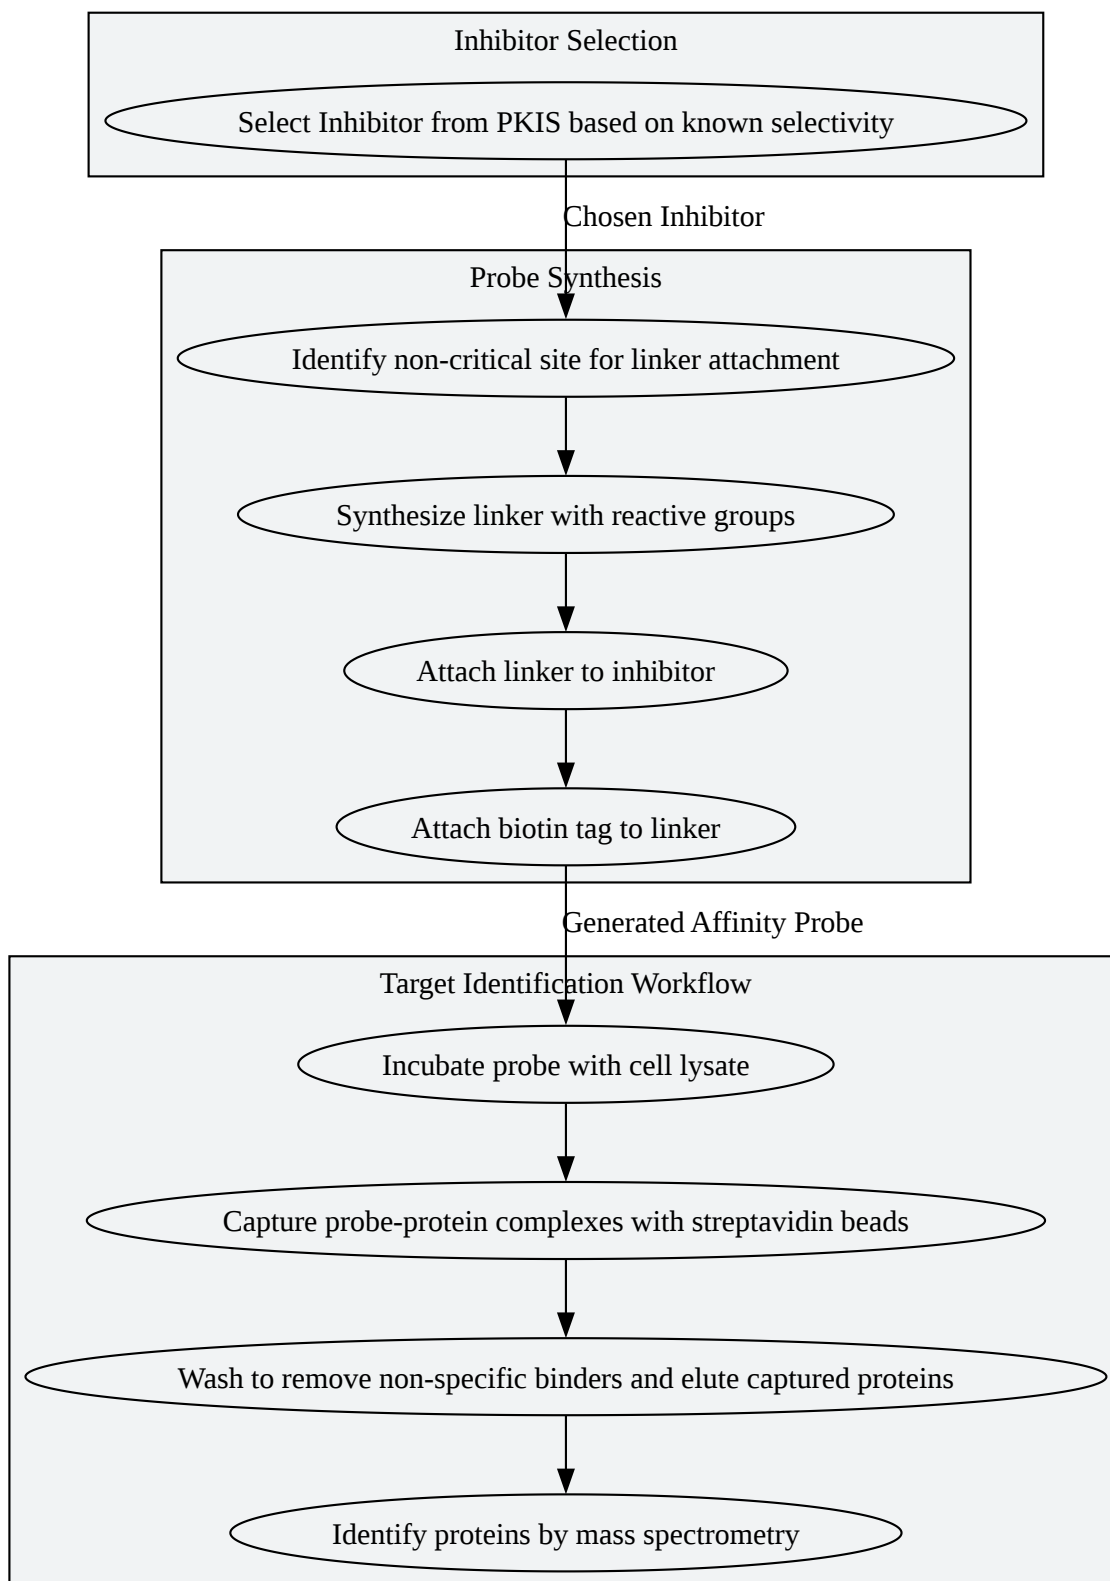 Inhibitor Selection
Select Inhibitor from PKIS based on known selectivity
Chosen Inhibitor
Probe Synthesis
Identify non-critical site for linker attachment
Synthesize linker with reactive groups
Attach linker to inhibitor
Attach biotin tag to linker
Generated Affinity Probe
Target Identification Workflow
Incubate probe with cell lysate
Capture probe-protein complexes with streptavidin beads
Wash to remove non-specific binders and elute captured proteins
Identify proteins by mass spectrometry